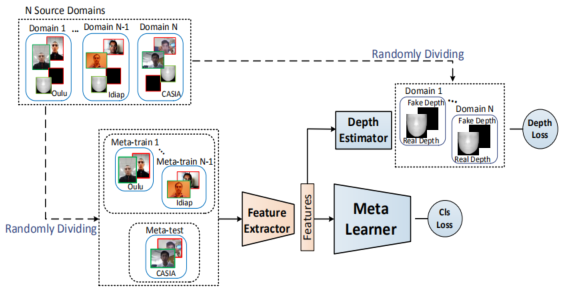 N Source Domains
Domain 1 ... Domain N-1 Domain N
Oulu Idiap CASIA
Randomly Dividing
Domain 1
Fake Depth
Real Depth
...
Domain N
Fake Depth
Real Depth
Depth
Estimator
Depth
Loss
Meta-train 1
Oulu
...
Meta-train N-1
Idiap
Randomly Dividing
Meta-test
CASIA
Feature
Extractor
Features
Meta
Learner
Cls
Loss